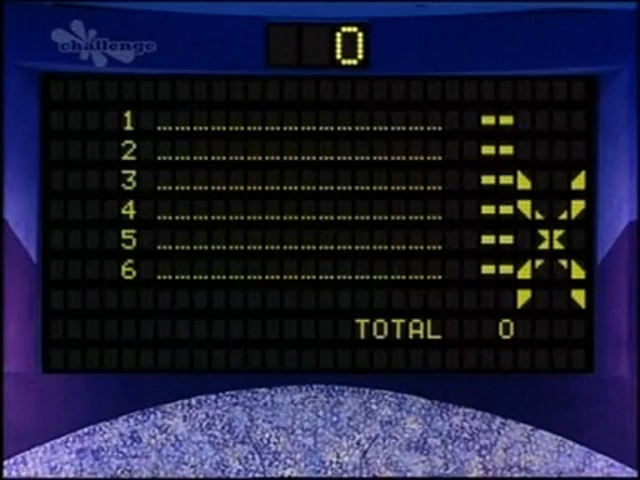 challenge
0
1 ........................................ --
2 ........................................ --
3 ........................................ --
4 ........................................ --
5 ........................................ --
6 ........................................ --
TOTAL 0